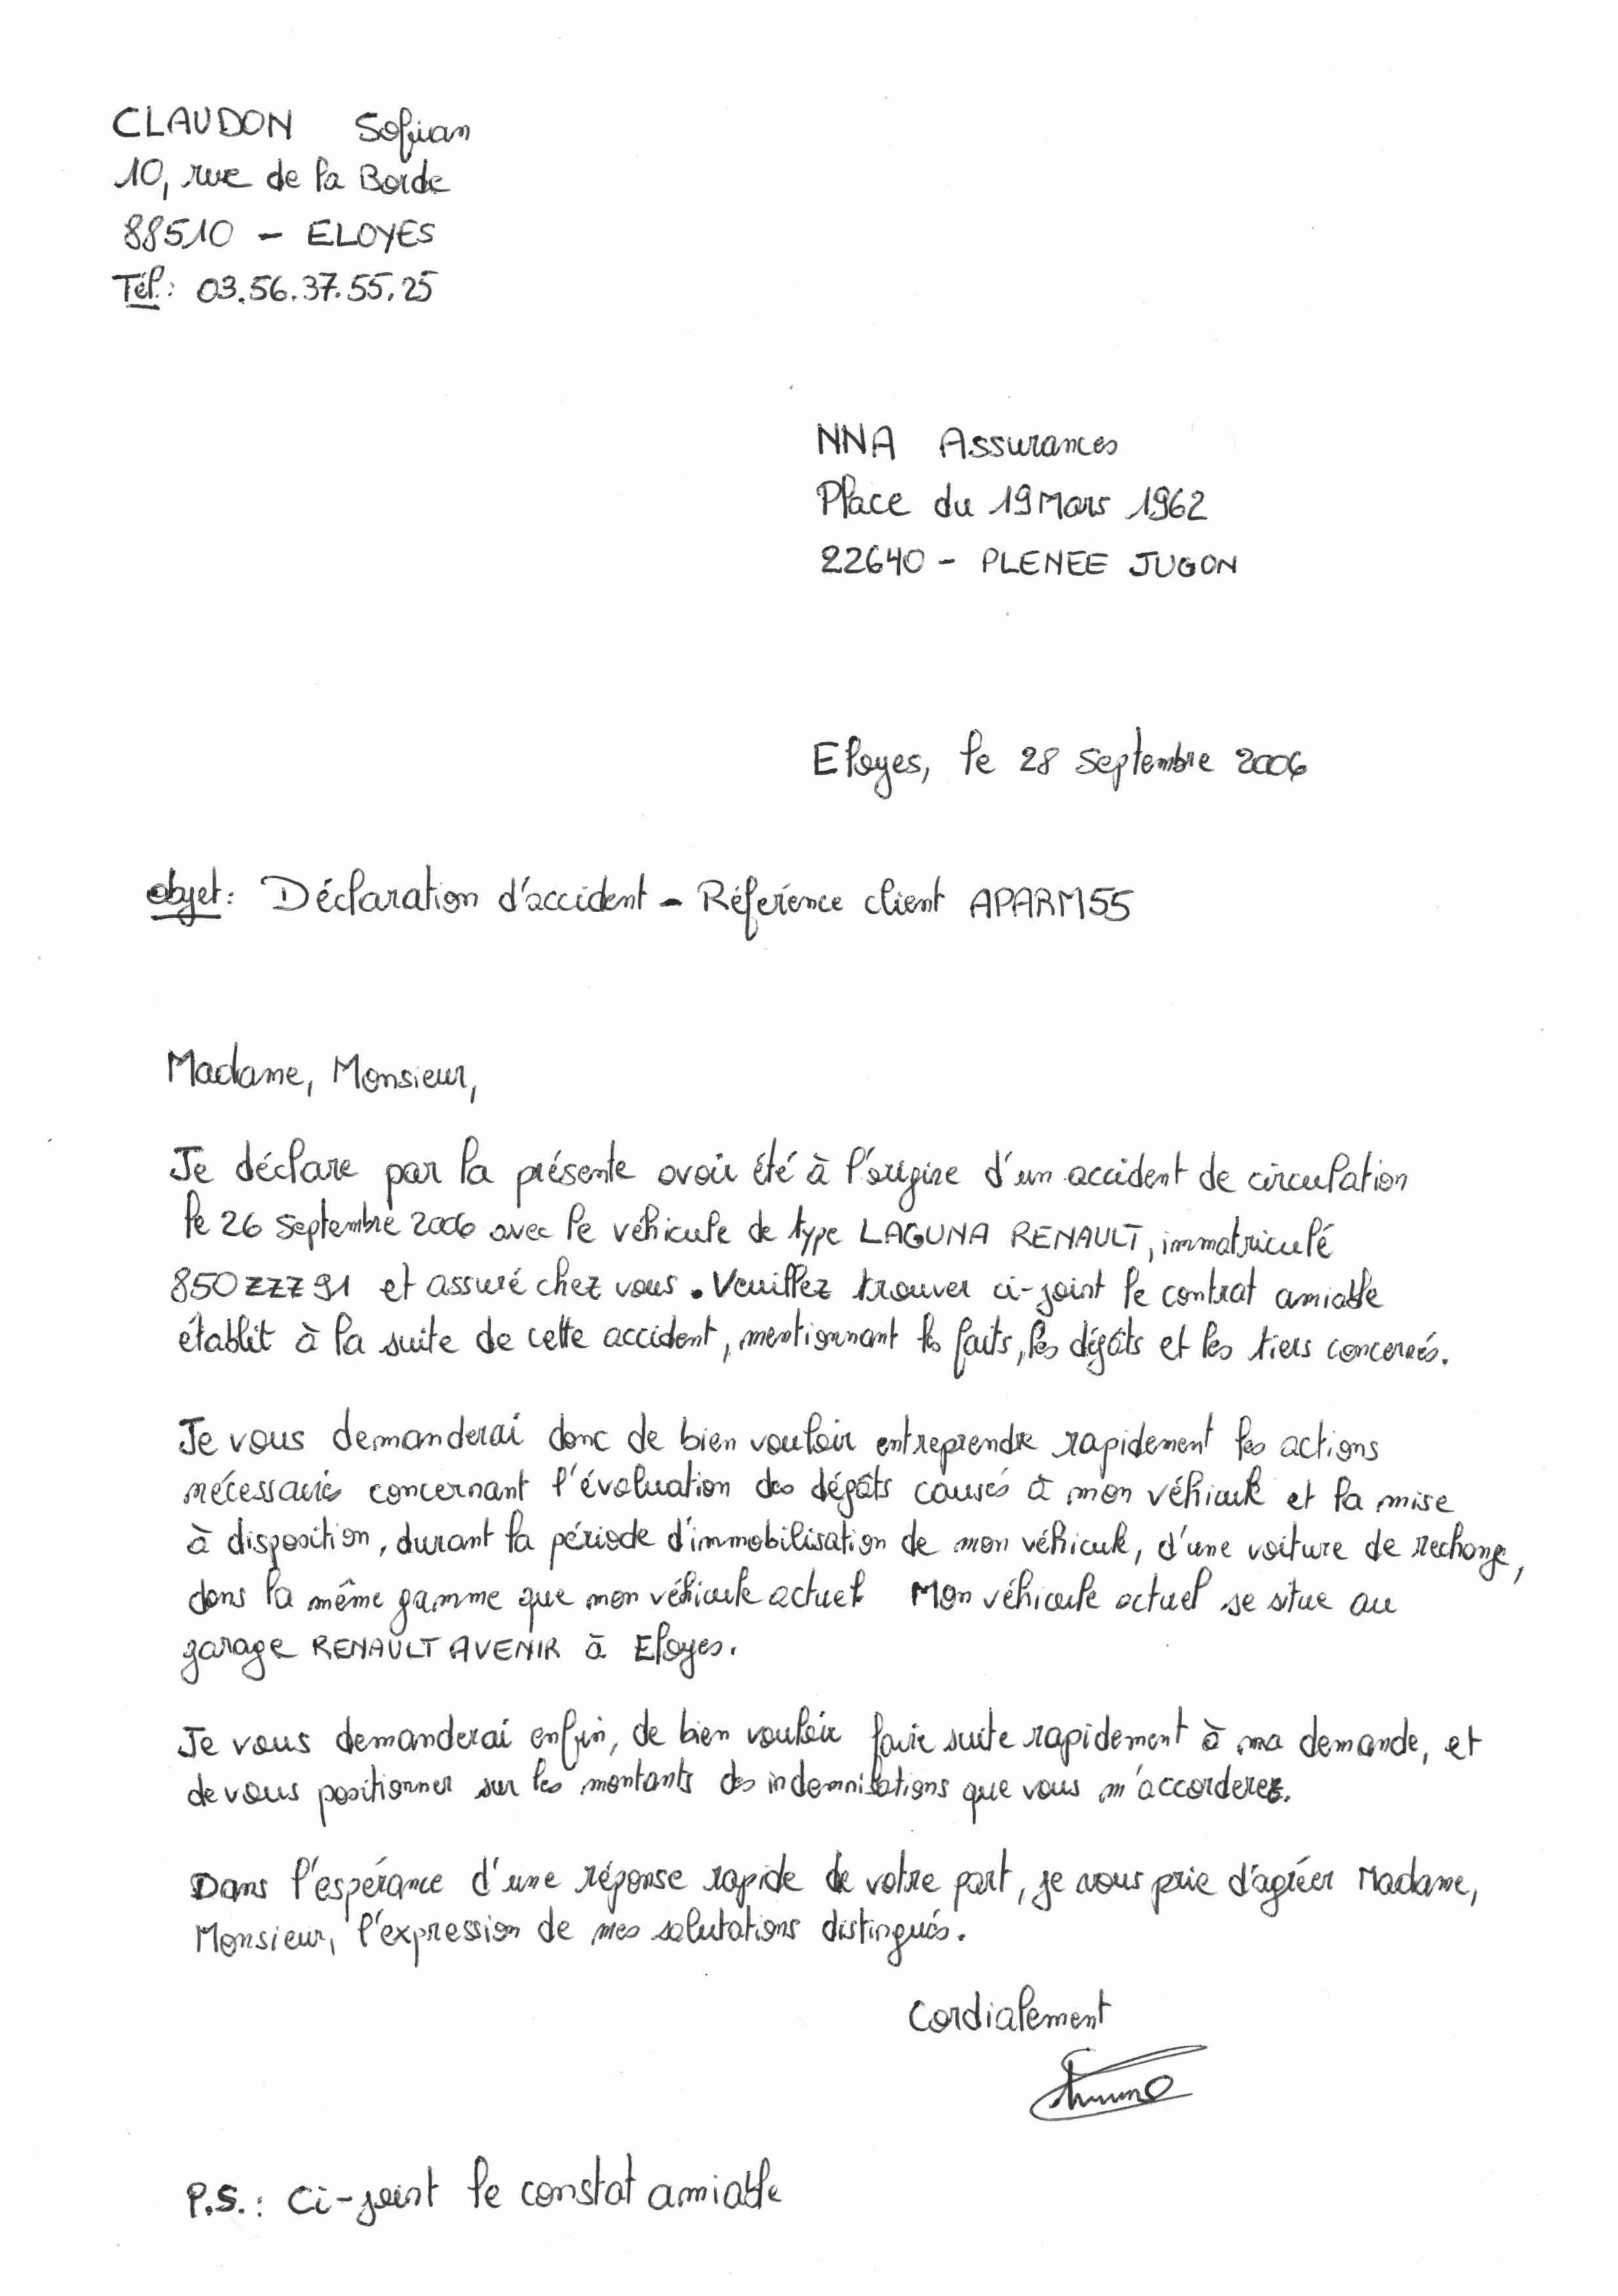 CLAUDON Sofian
10, rue de la Borde
88510 - ELOYES
Tél.: 03.56.37.55.25
NNA Assurances
Place du 19 Mars 1962
22640 - PLENEE JUGON
Eloyes, le 28 Septembre 2006
objet: Déclaration d'accident - Référence client APARM55
Madame, Monsieur,
Je déclare par la présente avoir été à l'origine d'un accident de circulation
le 26 septembre 2006 avec le véhicule de type LAGUNA RENAULT, immatriculé
850ZZZ91 et assuré chez vous. Veuillez trouver ci-joint le contrat amiable
établit à la suite de cette accident, mentionnant les faits, les dégâts et les tiers concernés.
Je vous demanderai donc de bien vouloir entreprendre rapidement les actions
nécessaires concernant l'évaluation des dégâts causés à mon véhicule et la mise
à disposition, durant la période d'immobilisation de mon véhicule, d'une voiture de rechange,
dans la même gamme que mon véhicule actuel Mon véhicule actuel se situe au
garage RENAULT AVENIR à Eloyes.
Je vous demanderai enfin, de bien vouloir faire suite rapidement à ma demande, et
de vous positionner sur les montants des indemnisations que vous m'accorderez.
Dans l'espérance d'une réponse rapide de votre part, je vous prie d'agréer Madame,
Monsieur, l'expression de mes salutations distingués.
Cordialement
P.S.: Ci-joint le constat amiable